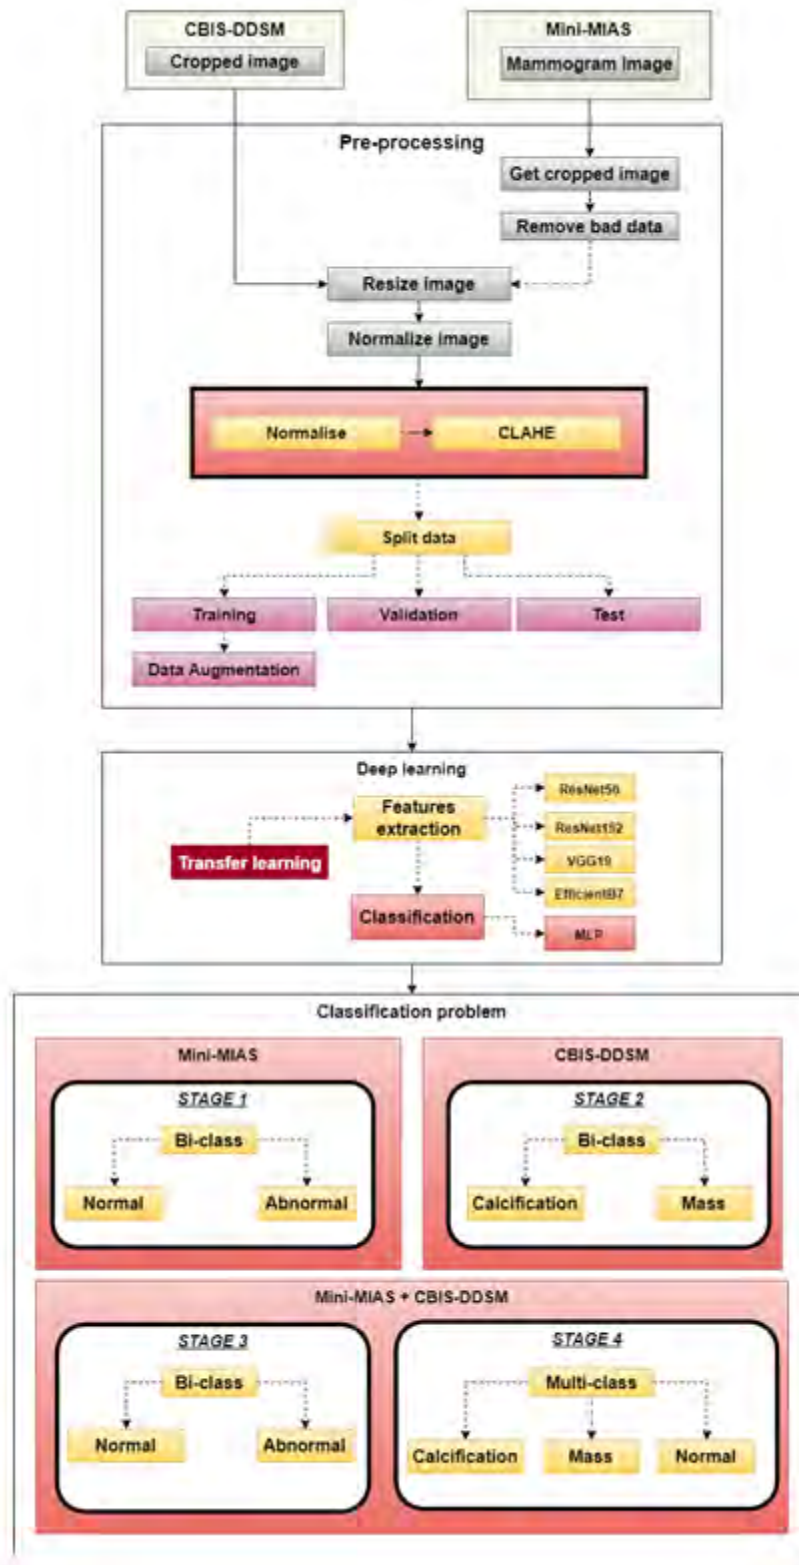 CBIS-DDSM
Cropped image
Mini-MIAS
Mammogram Image
Pre-processing
Get cropped image
Remove bad data
Resize image
Normalize image
Normalise
CLAHE
Split data
Training
Validation
Test
Data Augmentation
Deep learning
Features
extraction
Transfer learning
Classification
ResNet50
ResNet152
VGG19
EfficientB7
MLP
Classification problem
Mini-MIAS
STAGE 1
Bi-class
Normal
Abnormal
CBIS-DDSM
STAGE 2
Bi-class
Calcification
Mass
Mini-MIAS + CBIS-DDSM
STAGE 3
Bi-class
Normal
Abnormal
STAGE 4
Multi-class
Calcification
Mass
Normal